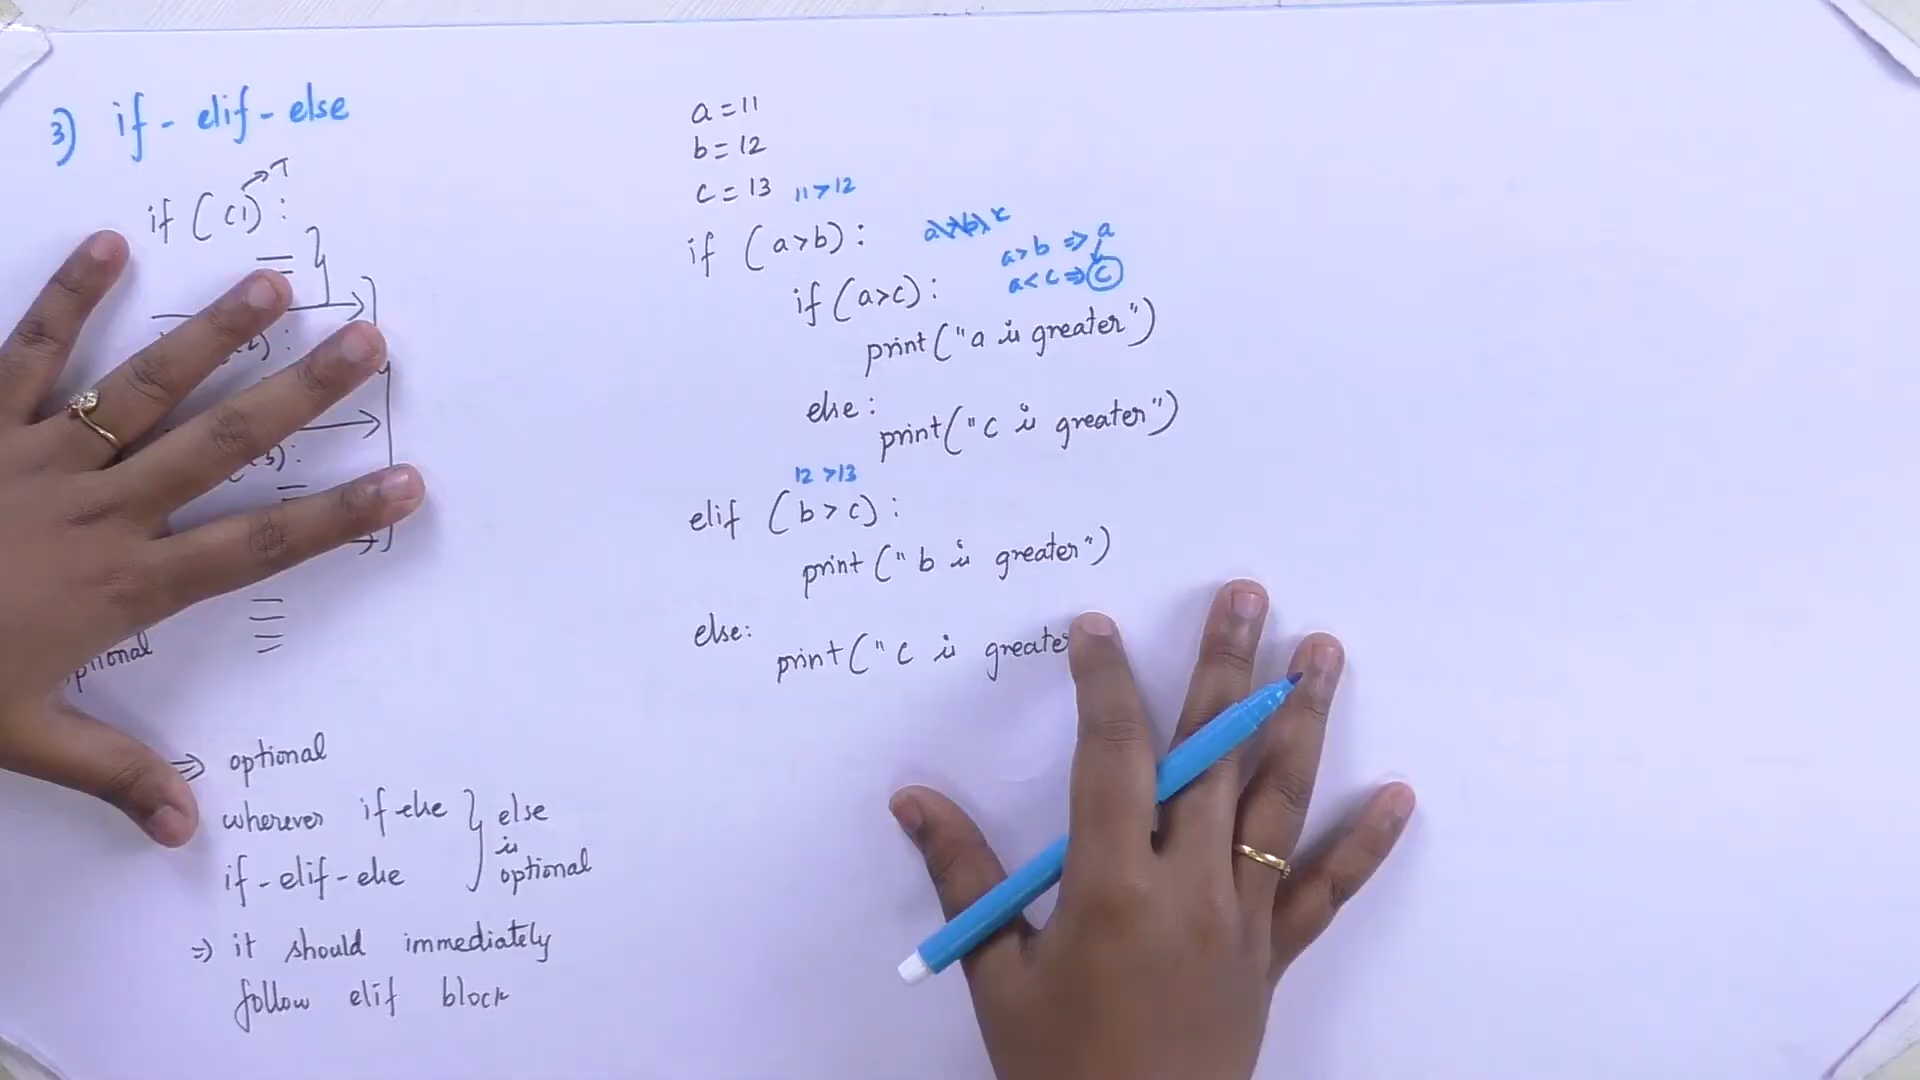 3) if - elif - else
if (c1): → T
optional
⇒ optional
wherever if-else } else
is
if - elif - else optional
⇒ it should immediately
follow elif block
a = 11
b = 12
c = 13 11 > 12
if (a>b):
a>b ⇒ a
a<c ⇒ c
if (a>c):
print("a is greater")
else:
print("c is greater")
12 > 13
elif (b > c):
print ("b is greater")
else:
print("c is greater